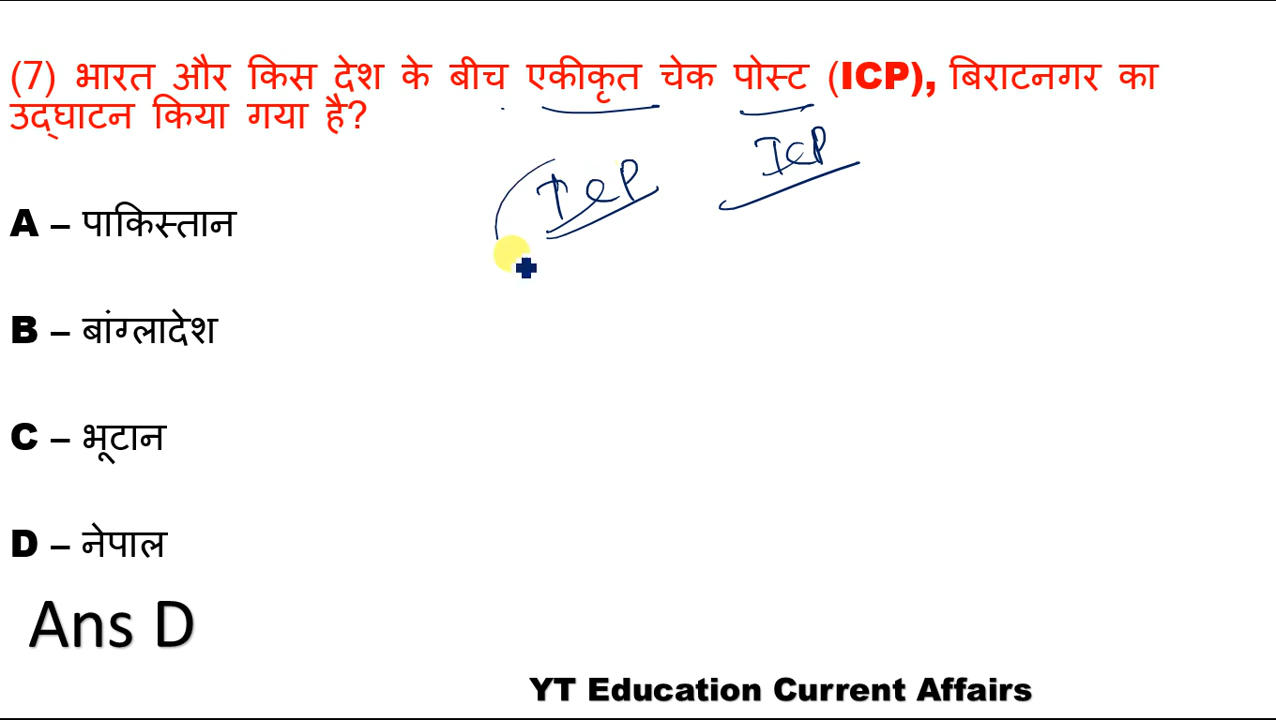 (7) भारत और किस देश के बीच एकीकृत चेक पोस्ट (ICP), बिराटनगर का
उद्घाटन किया गया है?
ICP
ICP
A – पाकिस्तान
B – बांग्लादेश
C – भूटान
D – नेपाल
Ans D
YT Education Current Affairs